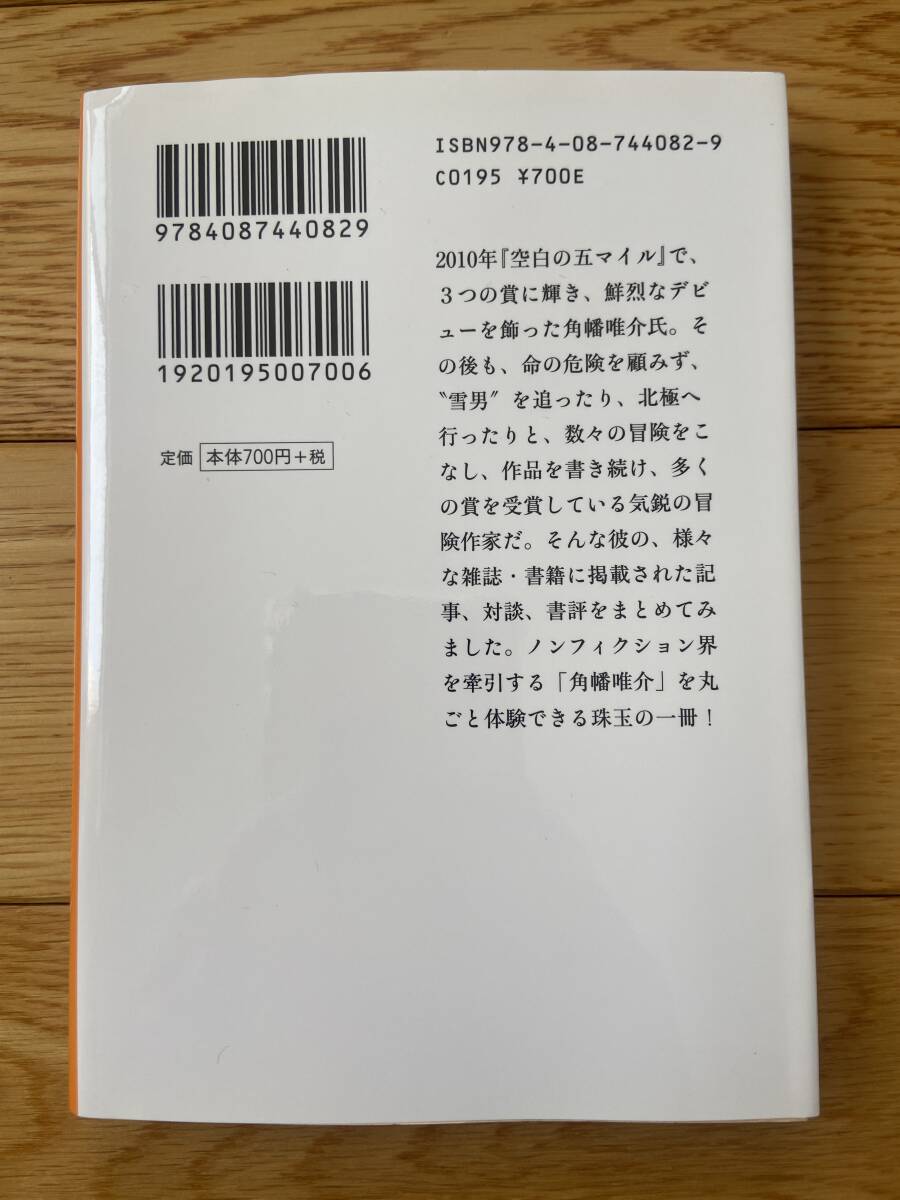 ISBN978-4-08-744082-9
C0195 ¥700E
9784087440829
1920195007006
定価 本体700円+税
2010年『空白の五マイル』で、
３つの賞に輝き、鮮烈なデビ
ューを飾った角幡唯介氏。そ
の後も、命の危険を顧みず、
〝雪男〟を追ったり、北極へ
行ったりと、数々の冒険をこ
なし、作品を書き続け、多く
の賞を受賞している気鋭の冒
険作家だ。そんな彼の、様々
な雑誌・書籍に掲載された記
事、対談、書評をまとめてみ
ました。ノンフィクション界
を牽引する「角幡唯介」を丸
ごと体験できる珠玉の一冊！